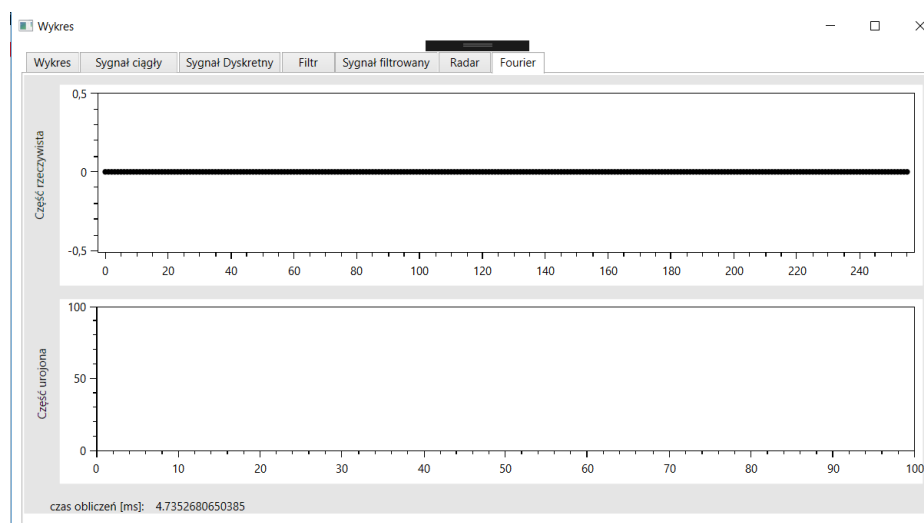 Wykres
Wykres Sygnał ciągły Sygnał Dyskretny Filtr Sygnał filtrowany Radar Fourier
Część rzeczywista
0,5
0
-0,5
0 20 40 60 80 100 120 140 160 180 200 220 240
Część urojona
100
50
0
0 10 20 30 40 50 60 70 80 90 100
czas obliczeń [ms]: 4.7352680650385